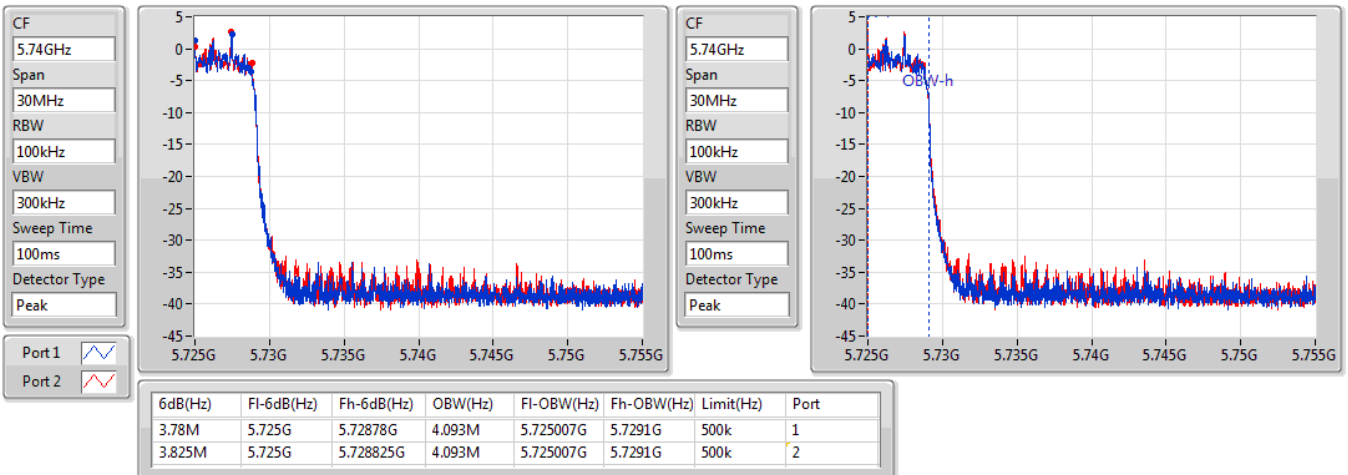 CF
5.74GHz
Span
30MHz
RBW
100kHz
VBW
300kHz
Sweep Time
100ms
Detector Type
Peak
Port 1
Port 2
5
0
-5
-10
-15
-20
-25
-30
-35
-40
-45
5.725G 5.73G 5.735G 5.74G 5.745G 5.75G 5.755G
CF
5.74GHz
Span
30MHz
RBW
100kHz
VBW
300kHz
Sweep Time
100ms
Detector Type
Peak
5
0
-5
-10
-15
-20
-25
-30
-35
-40
-45
OBW-h
5.725G 5.73G 5.735G 5.74G 5.745G 5.75G 5.755G
6dB(Hz) Fl-6dB(Hz) Fh-6dB(Hz) OBW(Hz) Fl-OBW(Hz) Fh-OBW(Hz) Limit(Hz) Port
3.78M 5.725G 5.72878G 4.093M 5.725007G 5.7291G 500k 1
3.825M 5.725G 5.728825G 4.093M 5.725007G 5.7291G 500k 2